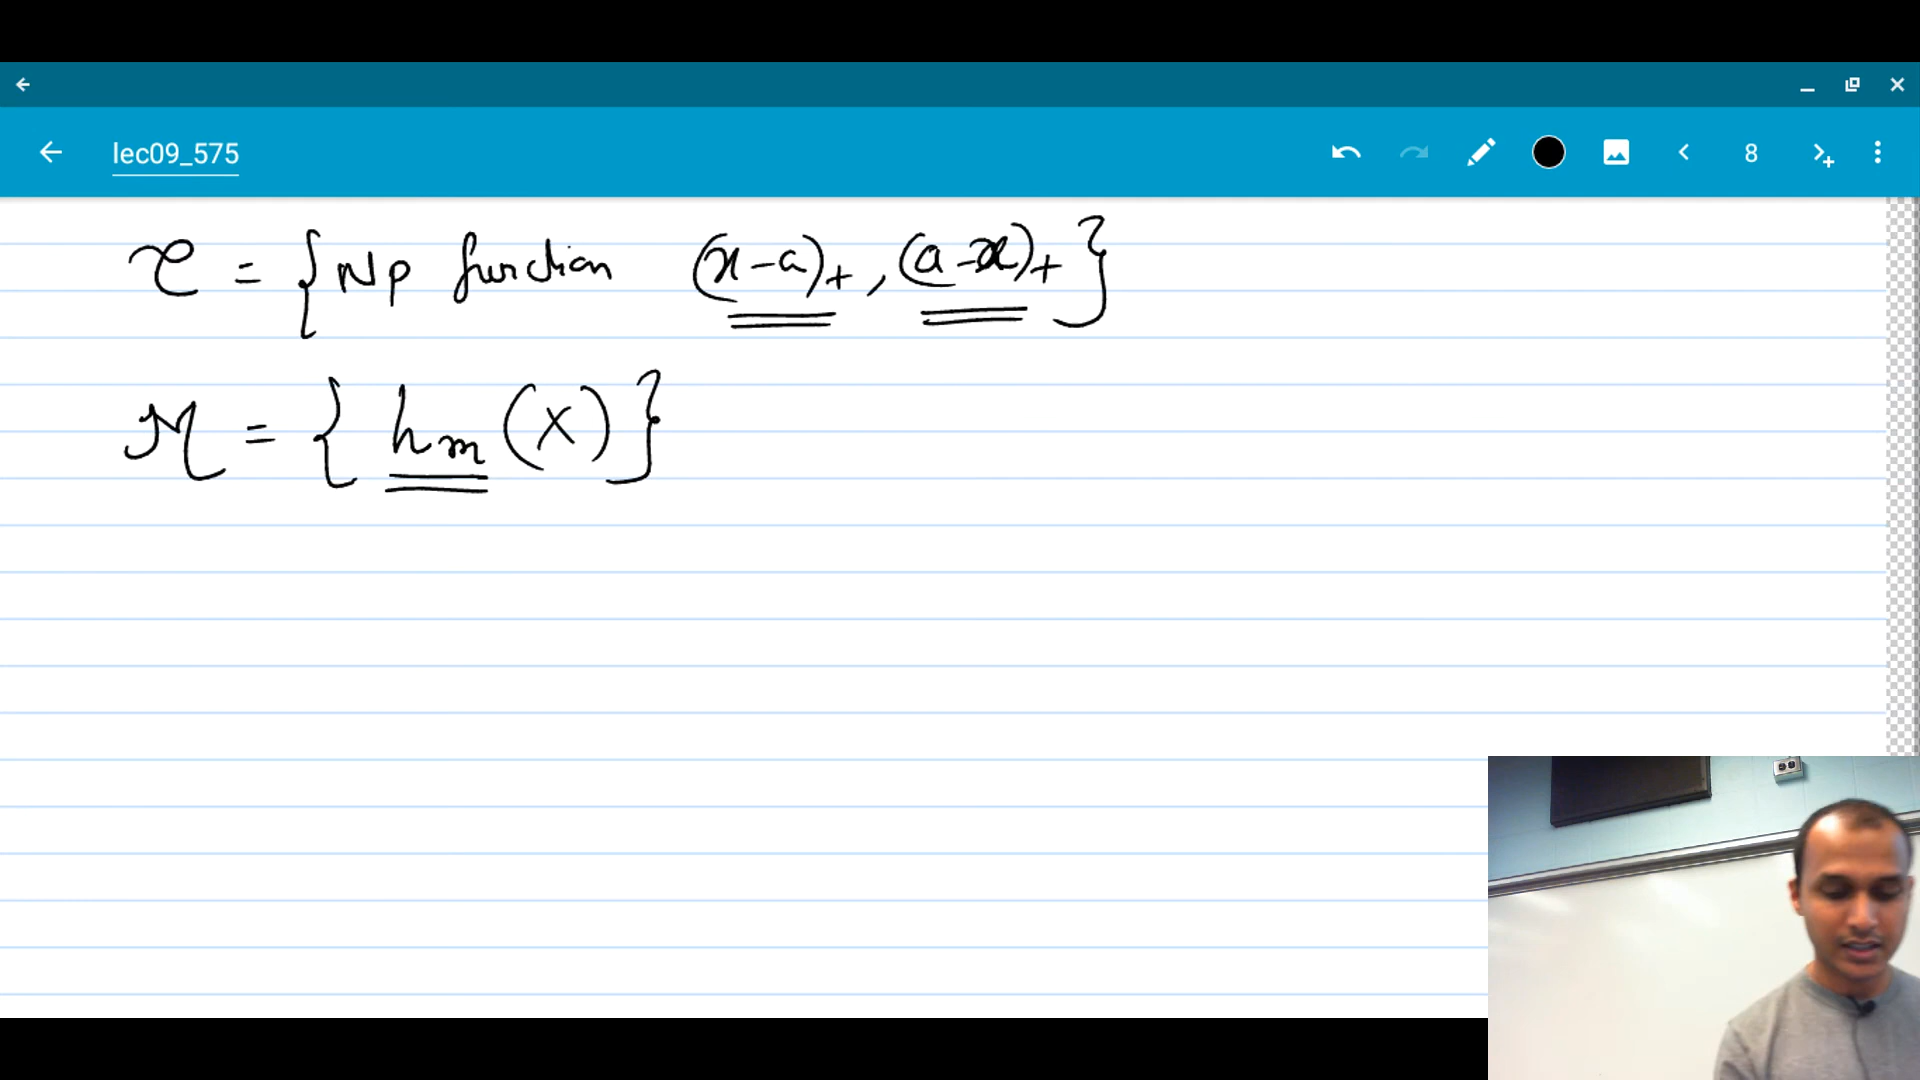 lec09_575
8
𝒞 = { Np function (x-a)₊, (a-x)₊ }
ℳ = { hₘ(X) }